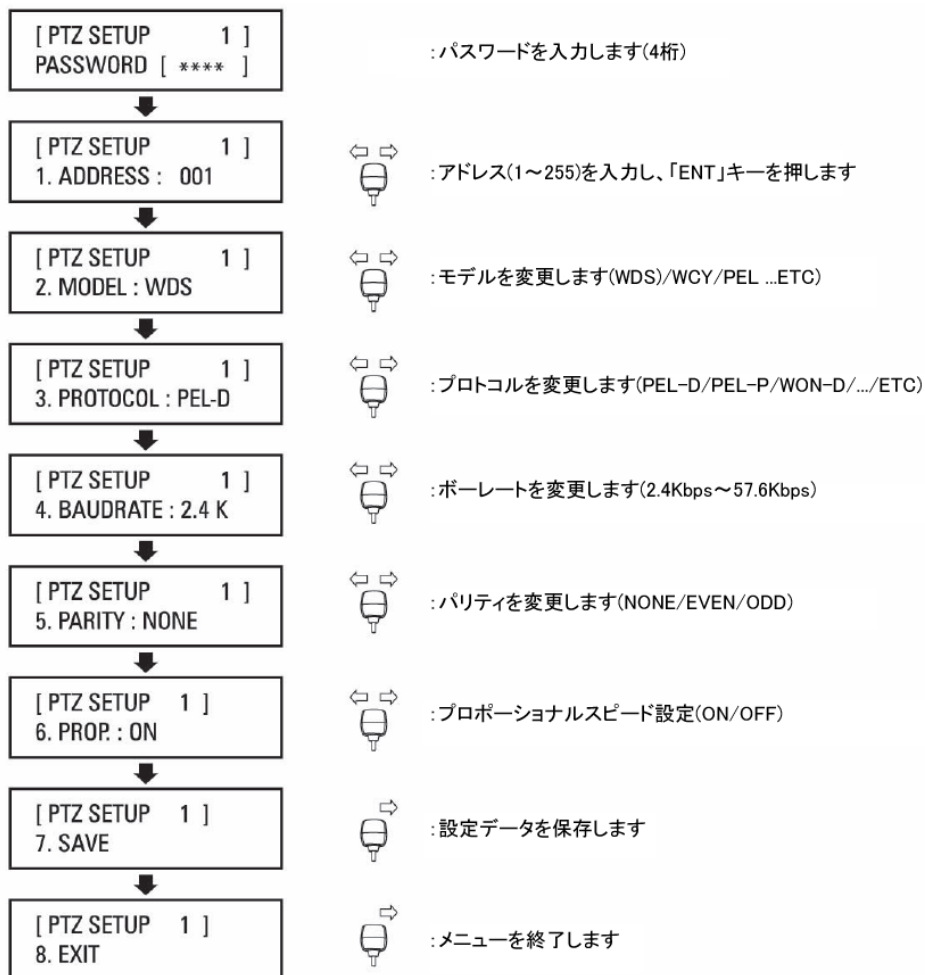 [ PTZ SETUP 1 ]
PASSWORD [ **** ]
:パスワードを入力します(4桁)
[ PTZ SETUP 1 ]
1. ADDRESS : 001
:アドレス(1～255)を入力し、「ENT」キーを押します
[ PTZ SETUP 1 ]
2. MODEL : WDS
:モデルを変更します(WDS)/WCY/PEL ...ETC)
[ PTZ SETUP 1 ]
3. PROTOCOL : PEL-D
:プロトコルを変更します(PEL-D/PEL-P/WON-D/.../ETC)
[ PTZ SETUP 1 ]
4. BAUDRATE : 2.4 K
:ボーレートを変更します(2.4Kbps～57.6Kbps)
[ PTZ SETUP 1 ]
5. PARITY : NONE
:パリティを変更します(NONE/EVEN/ODD)
[ PTZ SETUP 1 ]
6. PROP. : ON
:プロポーショナルスピード設定(ON/OFF)
[ PTZ SETUP 1 ]
7. SAVE
:設定データを保存します
[ PTZ SETUP 1 ]
8. EXIT
:メニューを終了します